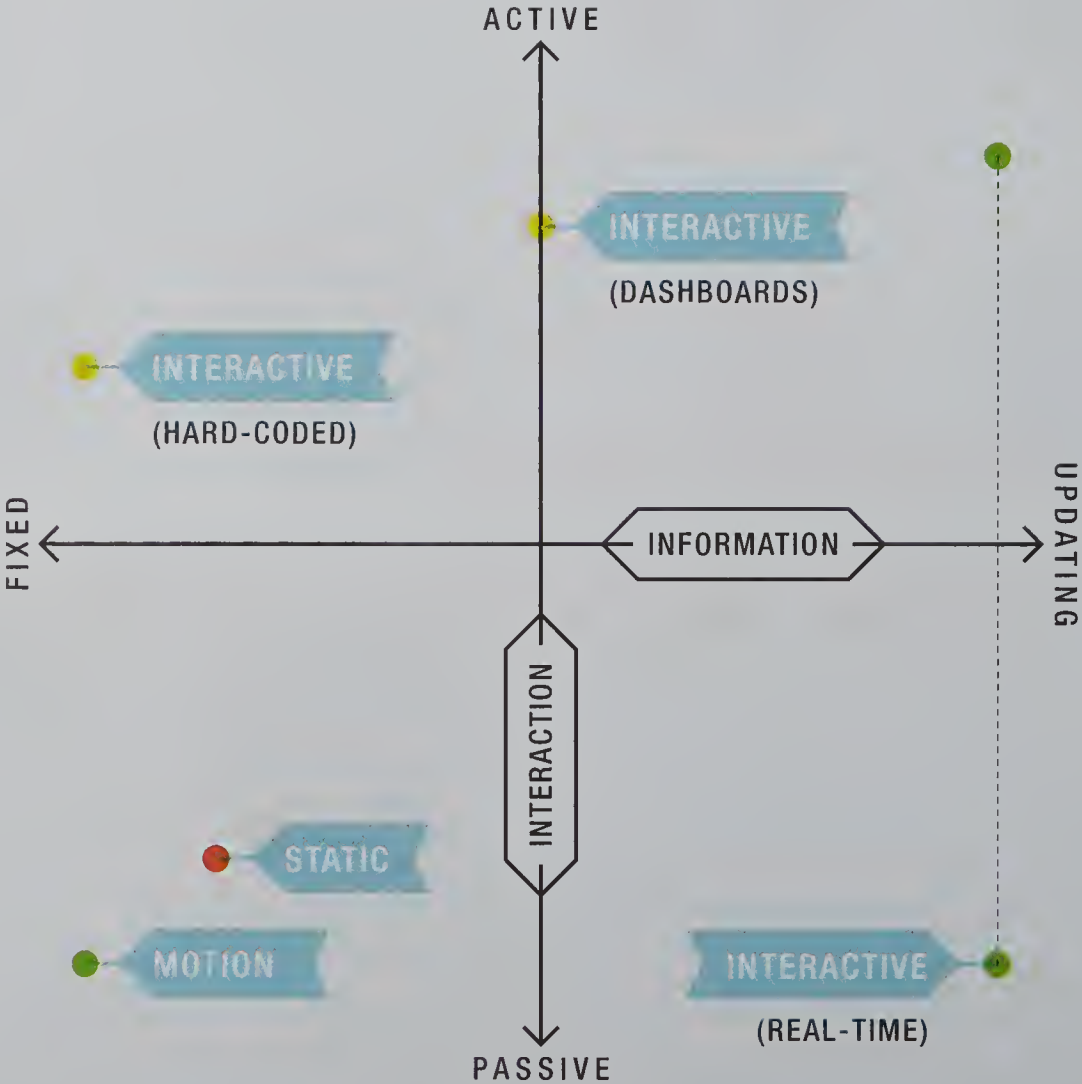 ACTIVE
INTERACTIVE
(DASHBOARDS)
INTERACTIVE
(HARD-CODED)
FIXED
UPDATING
INFORMATION
INTERACTION
STATIC
MOTION
INTERACTIVE
(REAL-TIME)
PASSIVE